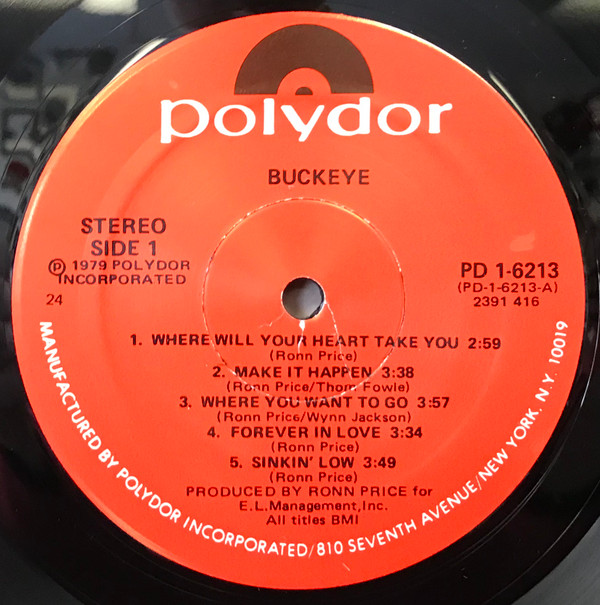 polydor
BUCKEYE
STEREO
SIDE 1
℗ 1979 POLYDOR
INCORPORATED
24
PD 1-6213
(PD-1-6213-A)
2391 416
1. WHERE WILL YOUR HEART TAKE YOU 2:59
(Ronn Price)
2. MAKE IT HAPPEN 3:38
(Ronn Price/Thom Fowle)
3. WHERE YOU WANT TO GO 3:57
(Ronn Price/Wynn Jackson)
4. FOREVER IN LOVE 3:34
(Ronn Price)
5. SINKIN' LOW 3:49
(Ronn Price)
PRODUCED BY RONN PRICE for
E.L.Management,Inc.
All titles BMI
MANUFACTURED BY POLYDOR INCORPORATED/810 SEVENTH AVENUE/NEW YORK, N.Y. 10019